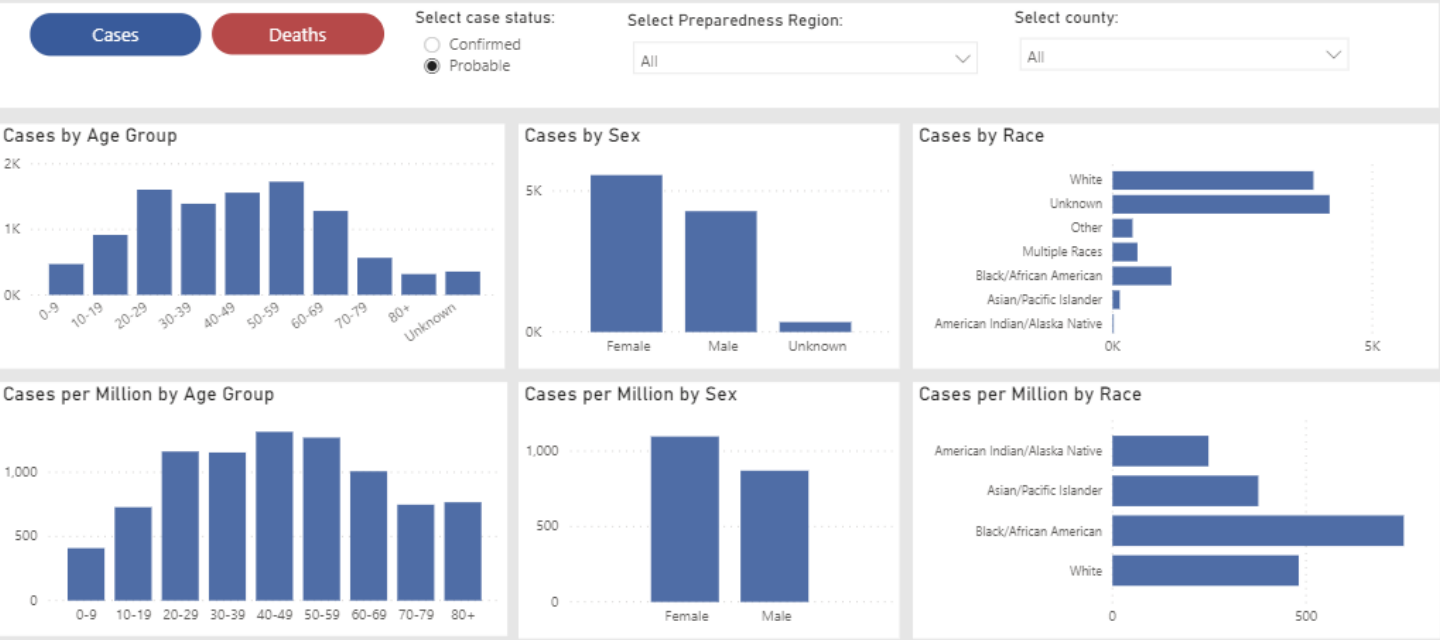 Cases
Deaths
Select case status:
Confirmed
Probable
Select Preparedness Region:
All
Select county:
All
Cases by Age Group
2K
1K
0K
0-9
10-19
20-29
30-39
40-49
50-59
60-69
70-79
80+
Unknown
Cases by Sex
5K
0K
Female
Male
Unknown
Cases by Race
White
Unknown
Other
Multiple Races
Black/African American
Asian/Pacific Islander
American Indian/Alaska Native
0K
5K
Cases per Million by Age Group
1,000
500
0
0-9
10-19
20-29
30-39
40-49
50-59
60-69
70-79
80+
Cases per Million by Sex
1,000
500
0
Female
Male
Cases per Million by Race
American Indian/Alaska Native
Asian/Pacific Islander
Black/African American
White
0
500